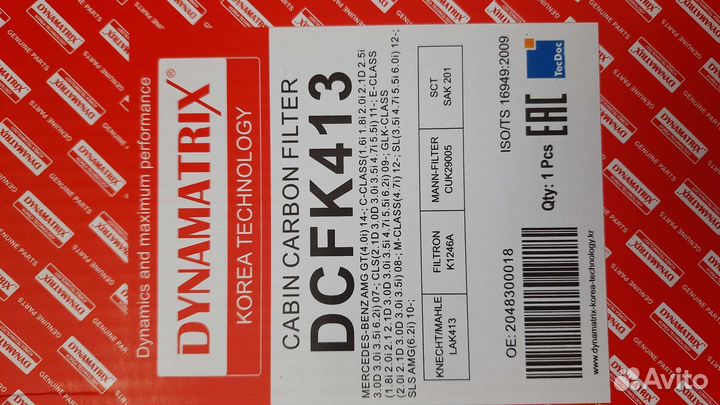 Dynamics and maximum performance
DYNAMATRIX®
KOREA TECHNOLOGY
CABIN CARBON FILTER
DCFK413
MERCEDES-BENZ AMG GT(4.0i) 14-; C-CLASS(1.6i 1.8i 2.0i 2.1D 2.5i
3.0D 3.0i 3.5i 6.2i) 07-; CLS(2.1D 3.0D 3.0i 3.5i 4.7i 5.5i) 11-; E-CLASS
(1.8i 2.0i 2.1 2.1D 3.0D 3.0i 3.5i 4.7i 5.5i 6.2i) 09-; GLK-CLASS
(2.0i 2.1D 3.0D 3.0i 3.5i) 08-; M-CLASS(4.7i) 12-; SL(3.5i 4.7i 5.5i 6.0i) 12-;
SLS AMG(6.2i) 10-;
KNECHT/MAHLE FILTRON MANN-FILTER SCT
LAK413 K1246A CUK29005 SAK 201
ISO/TS 16949:2009
TecDoc
EAC
Qty: 1 Pcs
OE: 2048300018
www.dynamatrix-korea-technology.kr
GENUINE PARTS
DYNAMATRIX
Avito